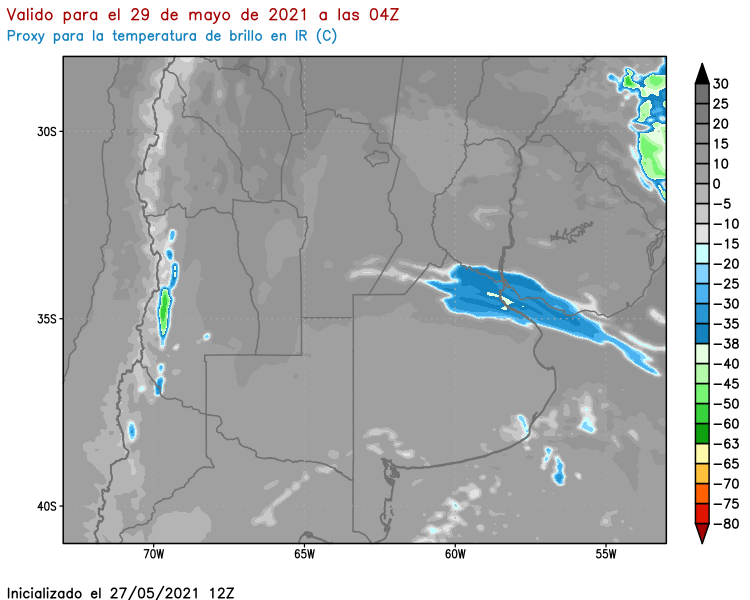 Valido para el 29 de mayo de 2021 a las 04Z
Proxy para la temperatura de brillo en IR (C)
30S
35S
40S
70W
65W
60W
55W
30
25
20
15
10
0
−5
−10
−15
−20
−25
−30
−35
−38
−40
−45
−50
−60
−63
−65
−70
−75
−80
Inicializado el 27/05/2021 12Z